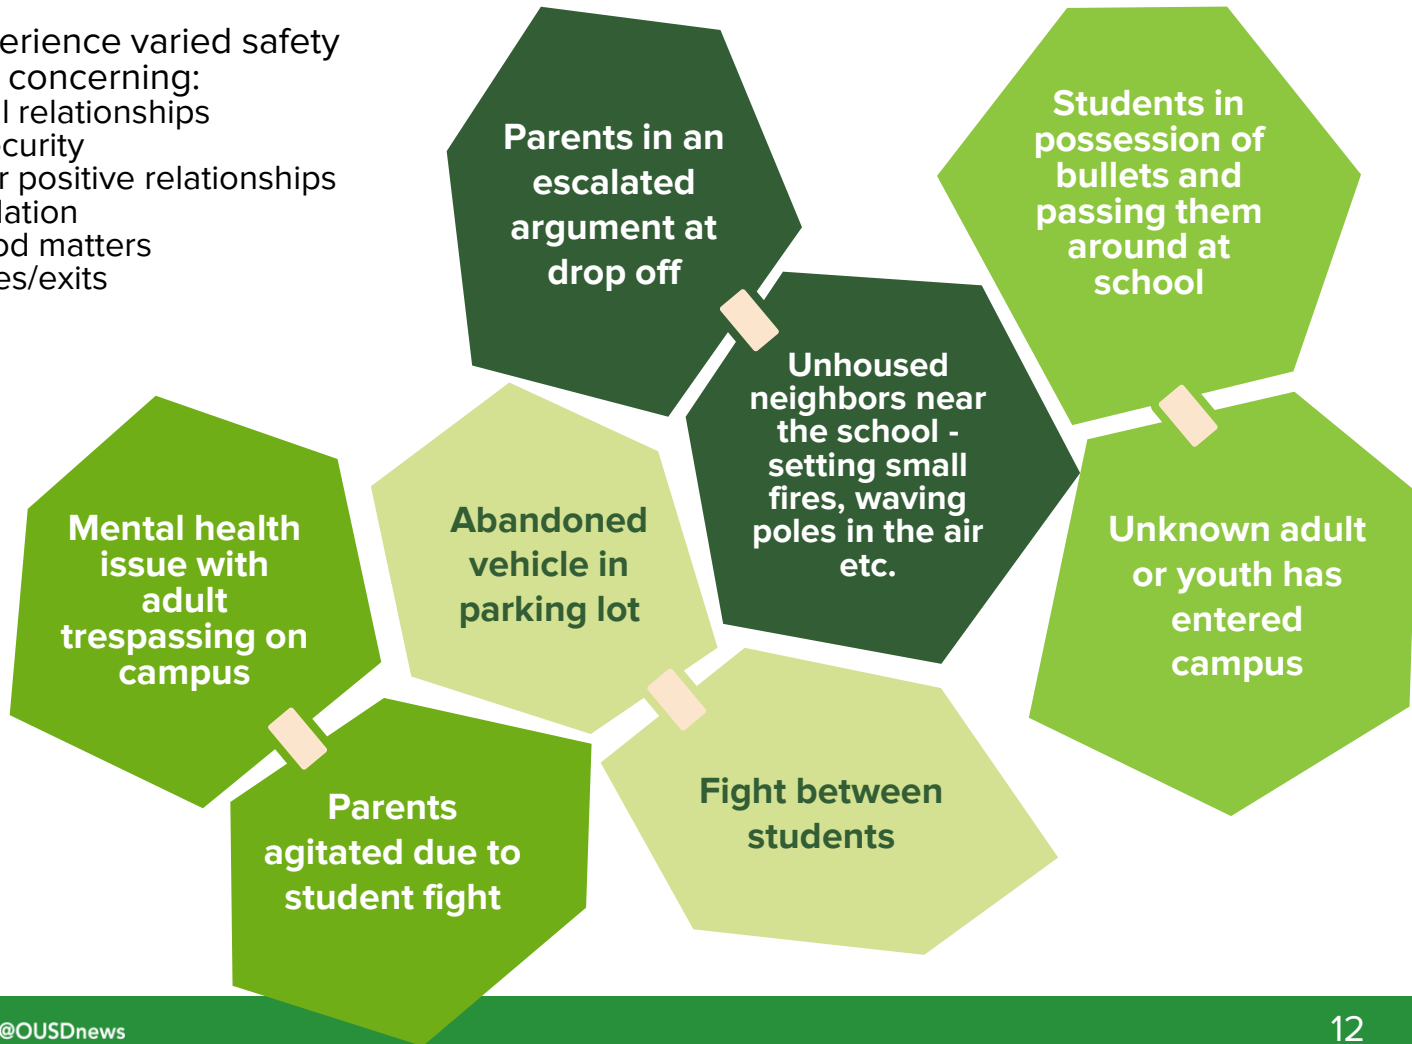 erience varied safety
concerning:
l relationships
curity
r positive relationships
lation
od matters
es/exits
Parents in an
escalated
argument at
drop off
Students in
possession of
bullets and
passing them
around at
school
Unhoused
neighbors near
the school -
setting small
fires, waving
poles in the air
etc.
Mental health
issue with
adult
trespassing on
campus
Abandoned
vehicle in
parking lot
Unknown adult
or youth has
entered
campus
Parents
agitated due to
student fight
Fight between
students
@OUSDnews
12